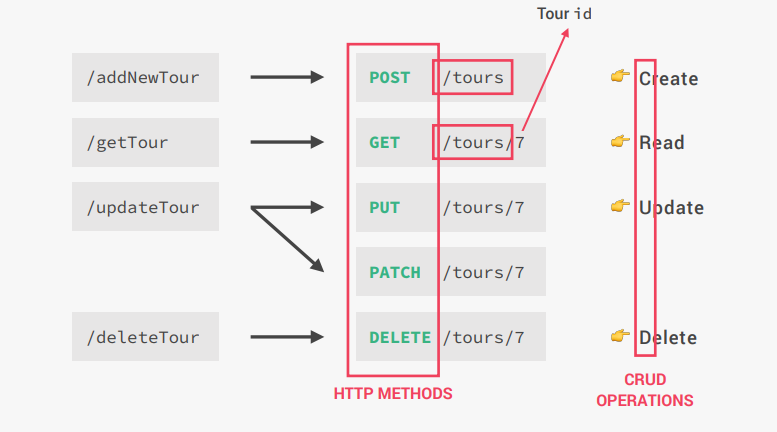 Tour id
/addNewTour POST /tours 👉 Create
/getTour GET /tours/7 👉 Read
/updateTour PUT /tours/7 👉 Update
PATCH /tours/7
/deleteTour DELETE /tours/7 👉 Delete
HTTP METHODS
CRUD
OPERATIONS